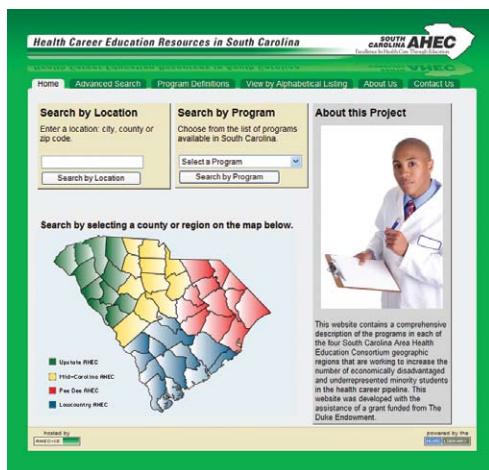 Health Career Education Resources in South Carolina
SOUTH
CAROLINA AHEC
Excellence In Health Care Through Education
Home
Advanced Search
Program Definitions
View by Alphabetical Listing
About Us
Contact Us
Search by Location
Enter a location: city, county or
zip code.
Search by Location
Search by Program
Choose from the list of programs
available in South Carolina.
Select a Program
Search by Program
About this Project
This website contains a comprehensive
description of the programs in each of
the four South Carolina Area Health
Education Consortium geographic
regions that are working to increase the
number of economically disadvantaged
and underrepresented minority students
in the health career pipeline. This
website was developed with the
assistance of a grant funded from The
Duke Endowment.
Search by selecting a county or region on the map below.
Upstate AHEC
Mid-Carolina AHEC
Pee Dee AHEC
Lowcountry AHEC
hosted by
powered by the